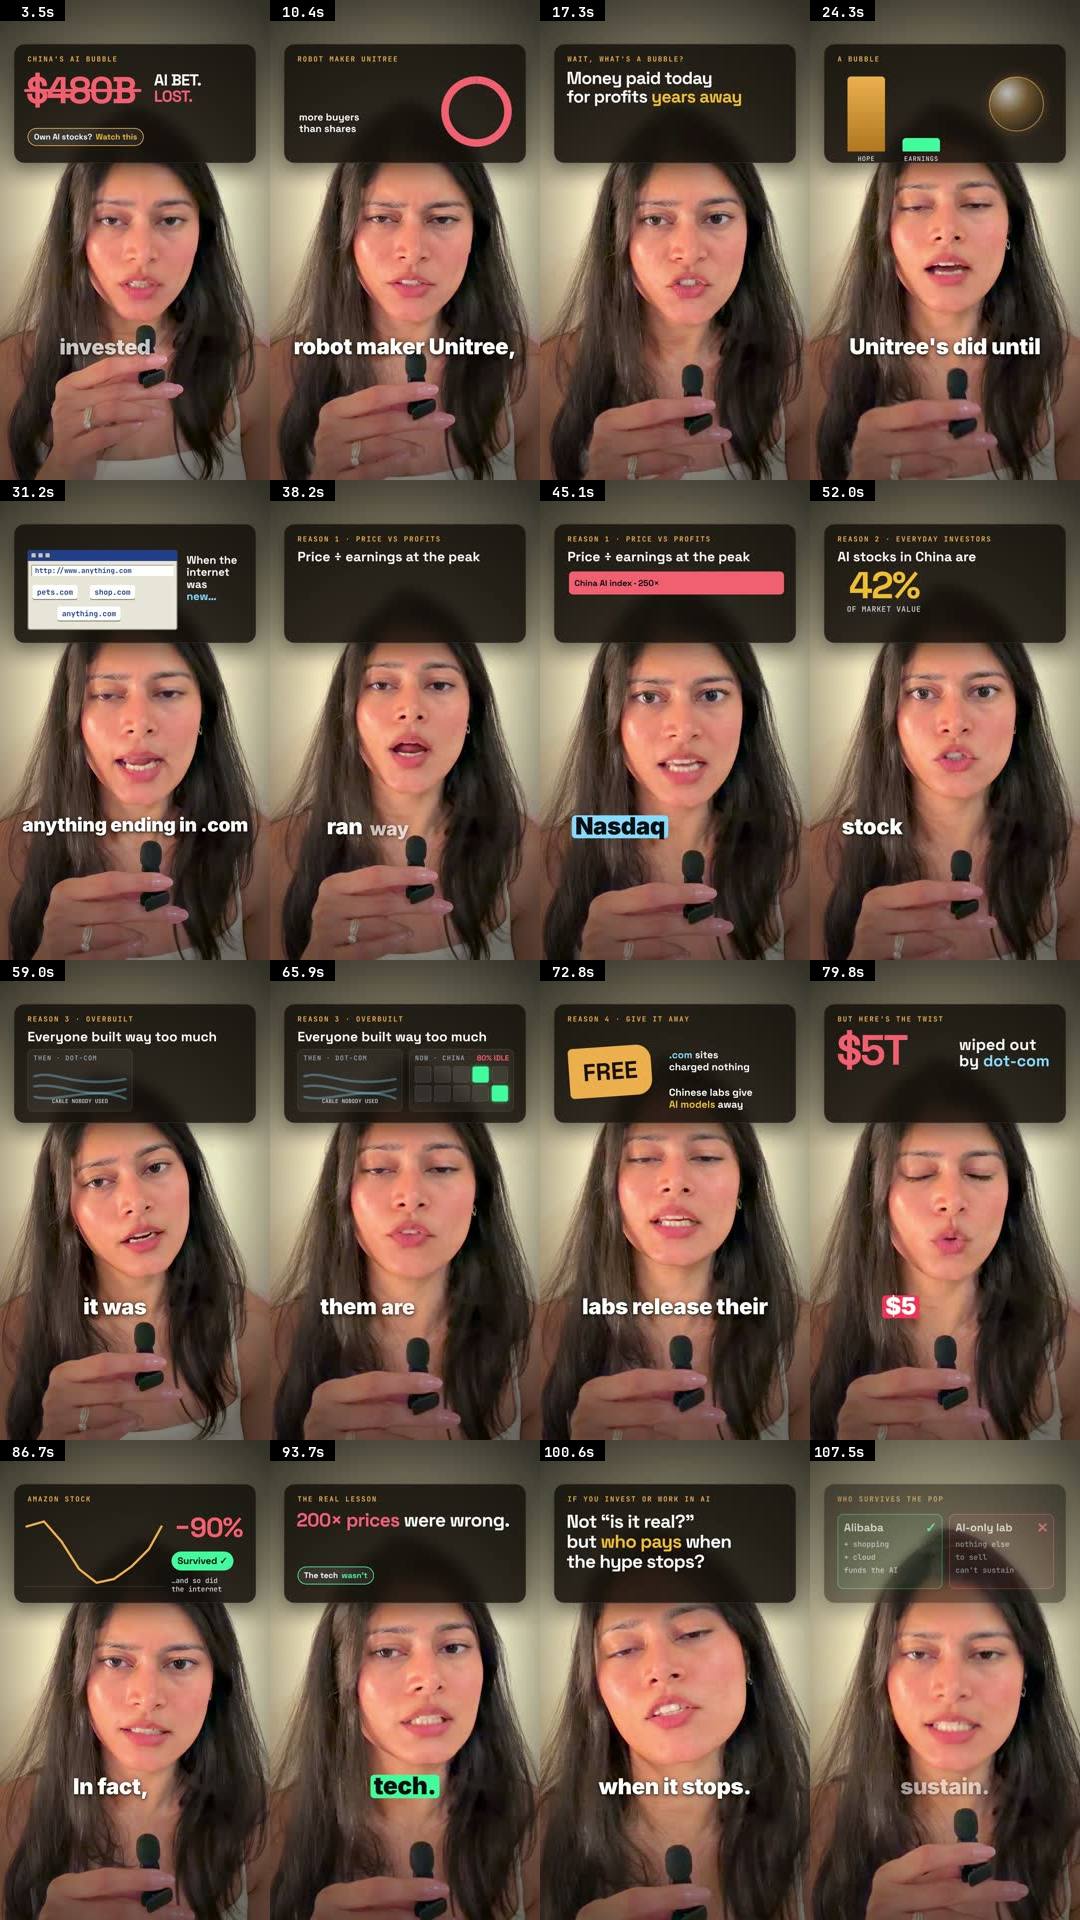 3.5s
CHINA'S AI BUBBLE
$480B
AI BET.
LOST.
Own AI stocks? Watch this
invested
10.4s
ROBOT MAKER UNITREE
more buyers
than shares
robot maker Unitree,
17.3s
WAIT, WHAT'S A BUBBLE?
Money paid today
for profits years away
24.3s
A BUBBLE
HOPE
EARNINGS
Unitree's did until
31.2s
http://www.anything.com
pets.com
shop.com
anything.com
When the
internet
was
new…
anything ending in .com
38.2s
REASON 1 · PRICE VS PROFITS
Price ÷ earnings at the peak
ran way
45.1s
REASON 1 · PRICE VS PROFITS
Price ÷ earnings at the peak
China AI index · 250×
Nasdaq
52.0s
REASON 2 · EVERYDAY INVESTORS
AI stocks in China are
42%
OF MARKET VALUE
stock
59.0s
REASON 3 · OVERBUILT
Everyone built way too much
THEN · DOT-COM
CABLE NOBODY USED
it was
65.9s
REASON 3 · OVERBUILT
Everyone built way too much
THEN · DOT-COM
CABLE NOBODY USED
NOW · CHINA
80% IDLE
them are
72.8s
REASON 4 · GIVE IT AWAY
FREE
.com sites
charged nothing
Chinese labs give
AI models away
labs release their
79.8s
BUT HERE'S THE TWIST
$5T
wiped out
by dot-com
$5
86.7s
AMAZON STOCK
-90%
Survived ✓
…and so did
the internet
In fact,
93.7s
THE REAL LESSON
200× prices were wrong.
The tech wasn't
tech.
100.6s
IF YOU INVEST OR WORK IN AI
Not “is it real?”
but who pays when
the hype stops?
when it stops.
107.5s
WHO SURVIVES THE POP
Alibaba ✓
+ shopping
+ cloud
funds the AI
AI-only lab ✕
nothing else
to sell
can't sustain
sustain.